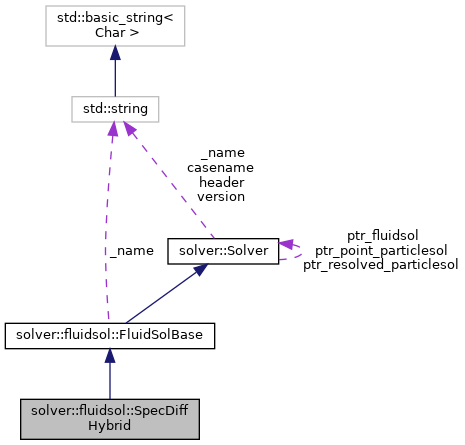 std::basic_string<
Char >
std::string
_name
casename
header
version
_name
solver::Solver
ptr_fluidsol
ptr_point_particlesol
ptr_resolved_particlesol
solver::fluidsol::FluidSolBase
solver::fluidsol::SpecDiff
Hybrid